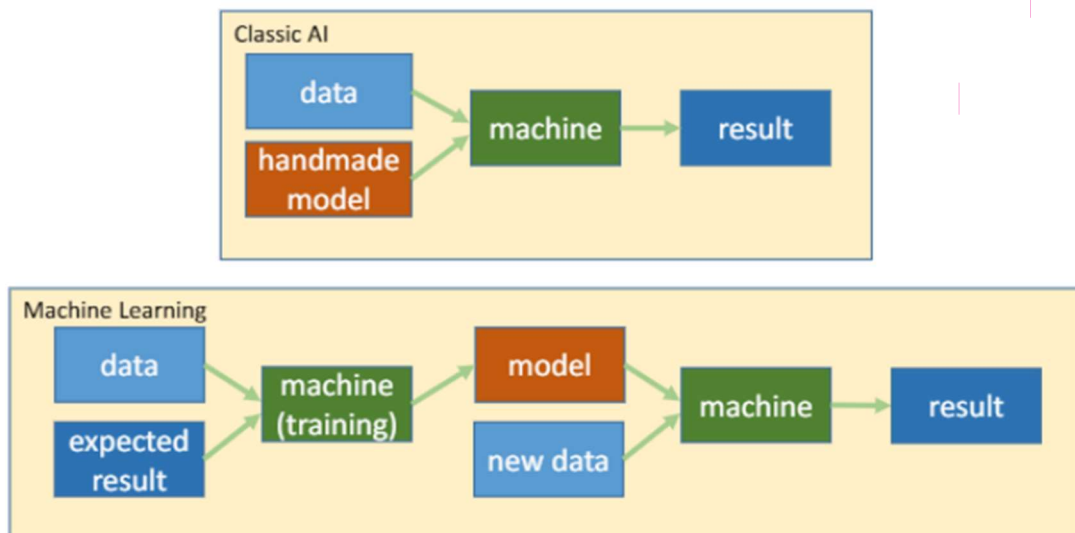 Classic AI
data
handmade
model
machine
result
Machine Learning
data
expected
result
machine
(training)
model
new data
machine
result